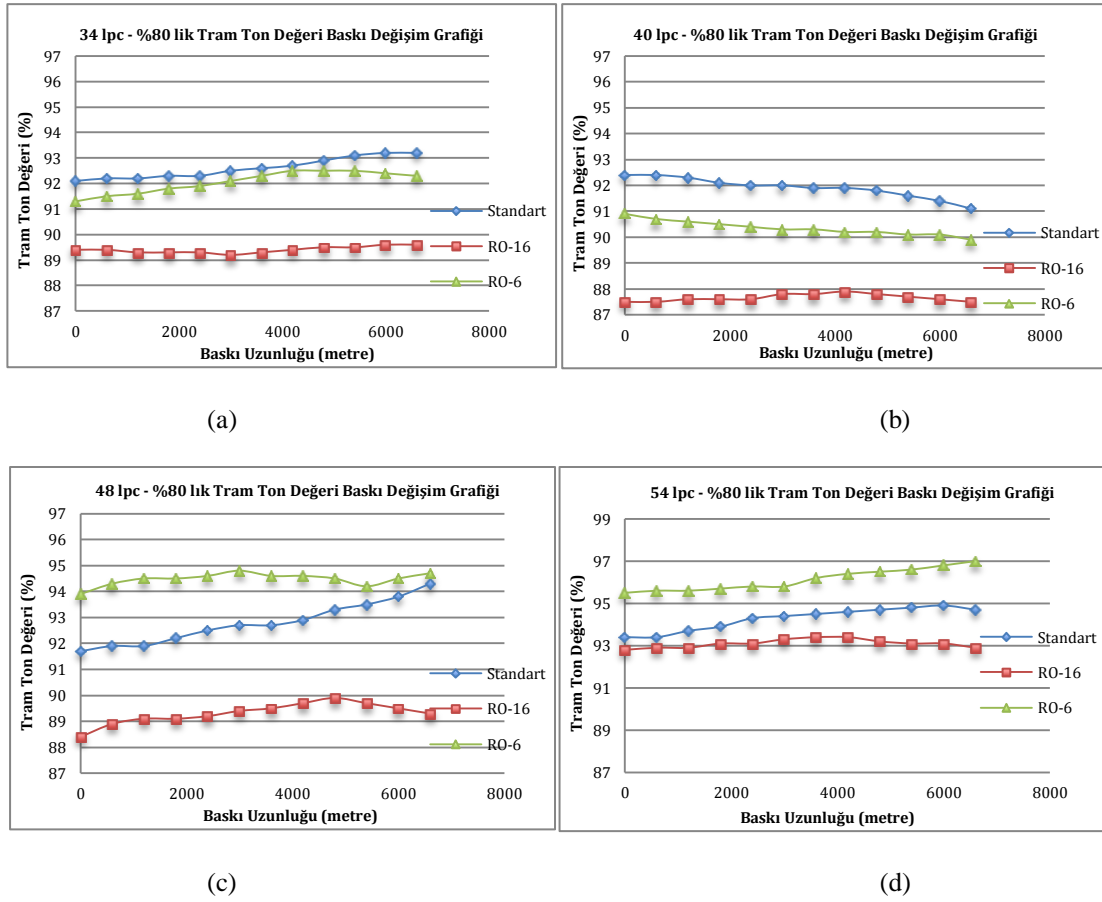 34 lpc - %80 lik Tram Ton Değeri Baskı Değişim Grafiği
Tram Ton Değeri (%)
97
96
95
94
93
92
91
90
89
88
87
0 2000 4000 6000 8000
Baskı Uzunluğu (metre)
Standart
RO-16
RO-6
(a)
40 lpc - %80 lik Tram Ton Değeri Baskı Değişim Grafiği
Tram Ton Değeri (%)
97
96
95
94
93
92
91
90
89
88
87
0 2000 4000 6000 8000
Baskı Uzunluğu (metre)
Standart
RO-16
RO-6
(b)
48 lpc - %80 lık Tram Ton Değeri Baskı Değişim Grafiği
Tram Ton Değeri (%)
97
96
95
94
93
92
91
90
89
88
87
0 2000 4000 6000 8000
Baskı Uzunluğu (metre)
Standart
RO-16
RO-6
(c)
54 lpc - %80 lik Tram Ton Değeri Baskı Değişim Grafiği
Tram Ton Değeri (%)
99
97
95
93
91
89
87
0 2000 4000 6000 8000
Baskı Uzunluğu (metre)
Standart
RO-16
RO-6
(d)